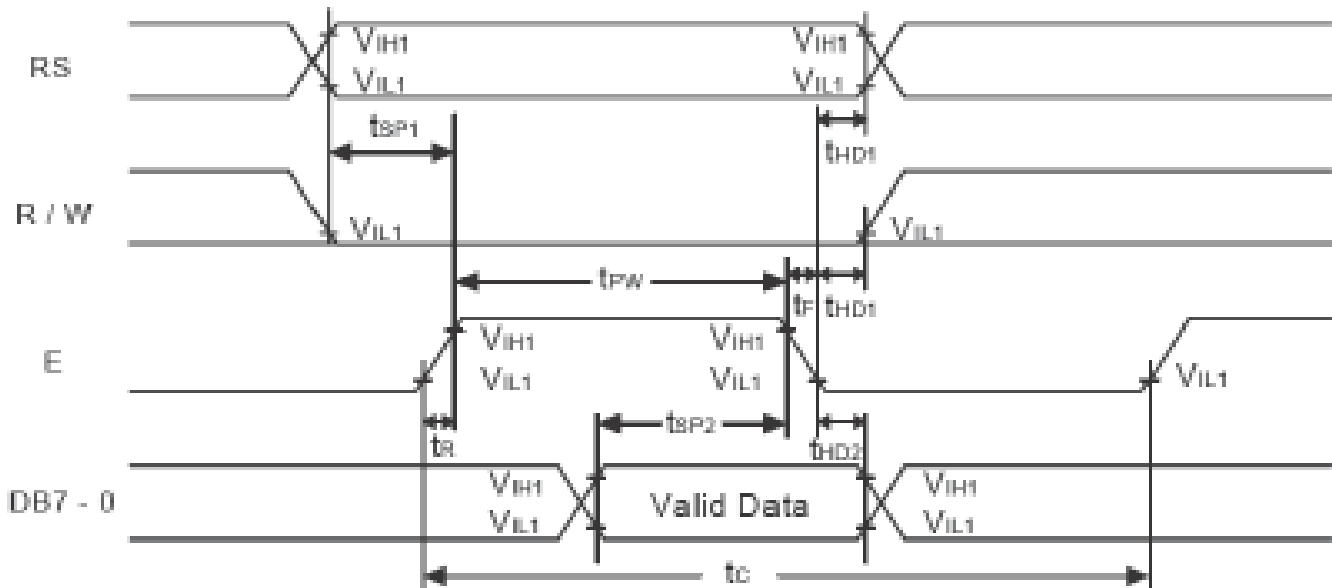 RS VIH1 VIH1
VIL1 VIL1
tSP1 tHD1
R / W VIL1 VIL1
tPW tF tHD1
E VIH1 VIH1
VIL1 VIL1 VIL1
tR tSP2 tHD2
DB7 - 0 VIH1 Valid Data VIH1
VIL1 VIL1
tC